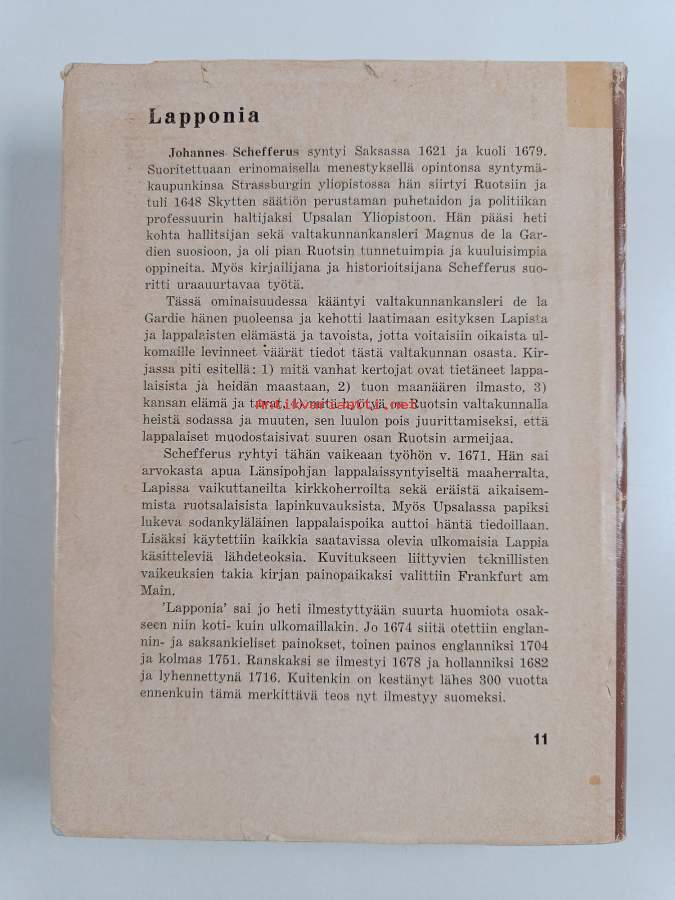 Lapponia
Johannes Schefferus syntyi Saksassa 1621 ja kuoli 1679.
Suoritettuaan erinomaisella menestyksellä opintonsa syntymä-
kaupunkinsa Strassburgin yliopistossa hän siirtyi Ruotsiin ja
tuli 1648 Skytten säätiön perustaman puhetaidon ja politiikan
professuurin haltijaksi Upsalan Yliopistoon. Hän pääsi heti
kohta hallitsijan sekä valtakunnankansleri Magnus de la Gar-
dien suosioon, ja oli pian Ruotsin tunnetuimpia ja kuuluisimpia
oppineita. Myös kirjailijana ja historioitsijana Schefferus suo-
ritti uraauurtavaa työtä.
Tässä ominaisuudessa kääntyi valtakunnankansleri de la
Gardie hänen puoleensa ja kehotti laatimaan esityksen Lapista
ja lappalaisten elämästä ja tavoista, jotta voitaisiin oikaista ul-
komaille levinneet väärät tiedot tästä valtakunnan osasta. Kir-
jassa piti esitellä: 1) mitä vanhat kertojat ovat tietäneet lappa-
laisista ja heidän maastaan, 2) tuon maanäären ilmasto, 3)
kansan elämä ja tavat, 4) mitä hyötyä on Ruotsin valtakunnalla
heistä sodassa ja muuten, sen luulon pois juurittamiseksi, että
lappalaiset muodostaisivat suuren osan Ruotsin armeijaa.
Schefferus ryhtyi tähän vaikeaan työhön v. 1671. Hän sai
arvokasta apua Länsipohjan lappalaissyntyiseltä maaherralta,
Lapissa vaikuttaneilta kirkkoherroilta sekä eräistä aikaisem-
mista ruotsalaisista lapinkuvauksista. Myös Upsalassa papiksi
lukeva sodankyläläinen lappalaispoika auttoi häntä tiedoillaan.
Lisäksi käytettiin kaikkia saatavissa olevia ulkomaisia Lappia
käsitteleviä lähdeteoksia. Kuvitukseen liittyvien teknillisten
vaikeuksien takia kirjan painopaikaksi valittiin Frankfurt am
Main.
'Lapponia' sai jo heti ilmestyttyään suurta huomiota osak-
seen niin koti- kuin ulkomaillakin. Jo 1674 siitä otettiin englan-
nin- ja saksankieliset painokset, toinen painos englanniksi 1704
ja kolmas 1751. Ranskaksi se ilmestyi 1678 ja hollanniksi 1682
ja lyhennettynä 1716. Kuitenkin on kestänyt lähes 300 vuotta
ennenkuin tämä merkittävä teos nyt ilmestyy suomeksi.
11
Antikvariaatti.net